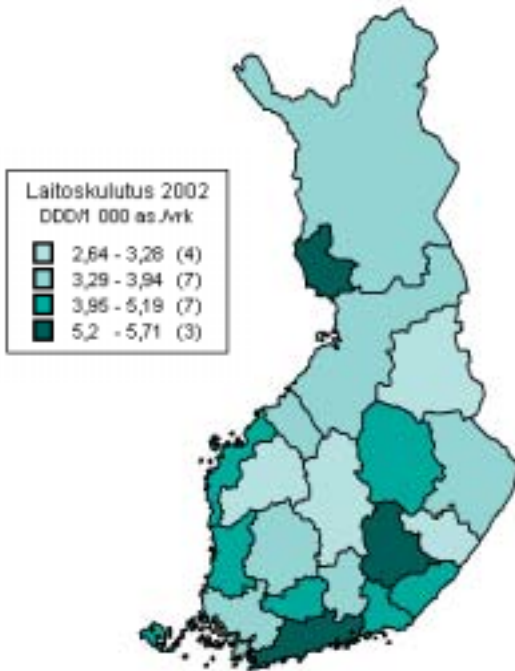 Laitoskulutus 2002
DDD/1 000 as./vrk
2,64 - 3,28 (4)
3,29 - 3,94 (7)
3,95 - 5,19 (7)
5,2 - 5,71 (3)